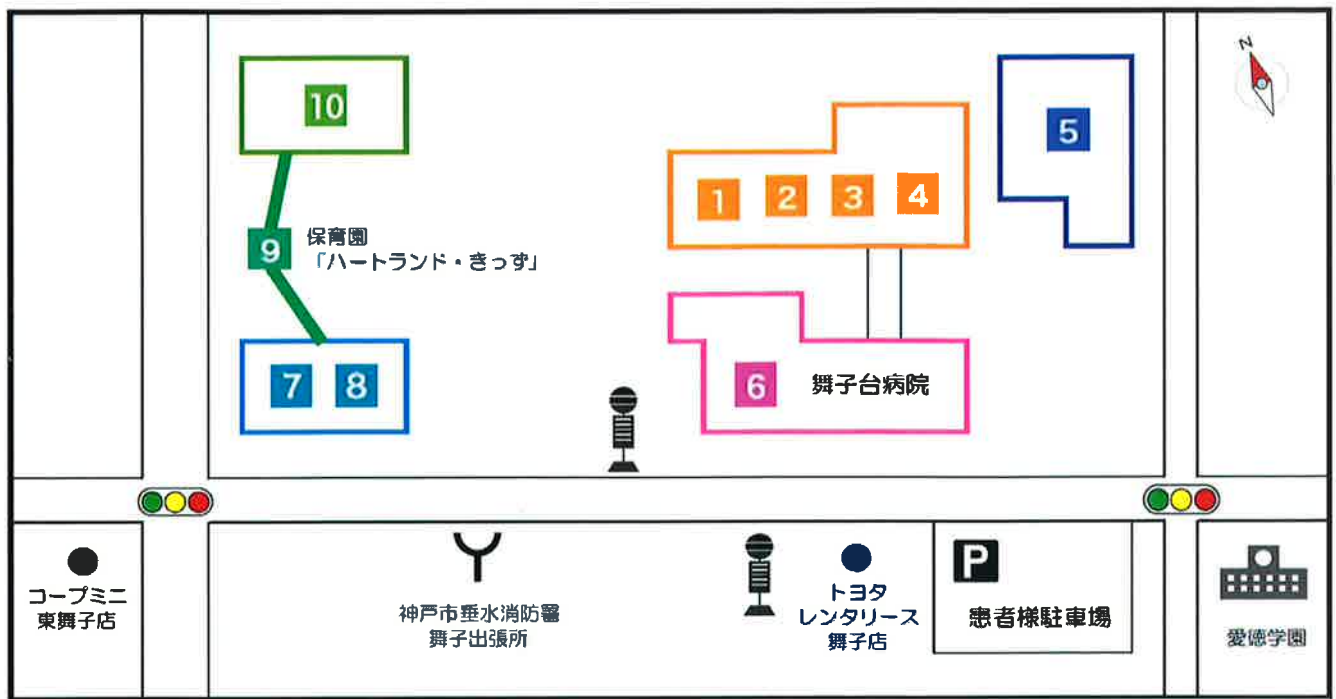 N
10
5
1
2
3
4
9
保育園
「ハートランド・きっず」
7
8
6
舞子台病院
コープミニ
東舞子店
神戸市垂水消防署
舞子出張所
トヨタ
レンタリース
舞子店
P
患者様駐車場
愛徳学園